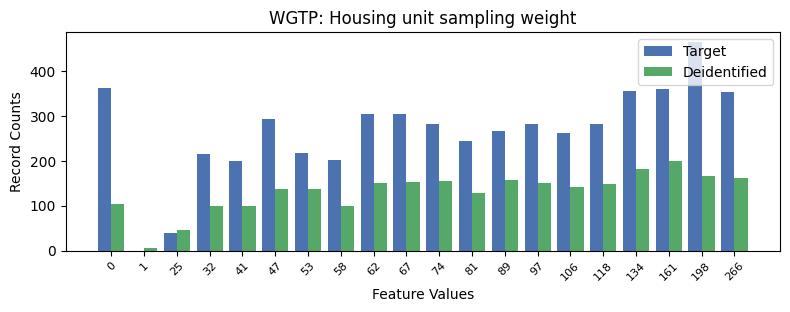 WGTP: Housing unit sampling weight
Target
Deidentified
Record Counts
400
300
200
100
0
0 1 25 32 41 47 53 58 62 67 74 81 89 97 106 118 134 161 198 266
Feature Values